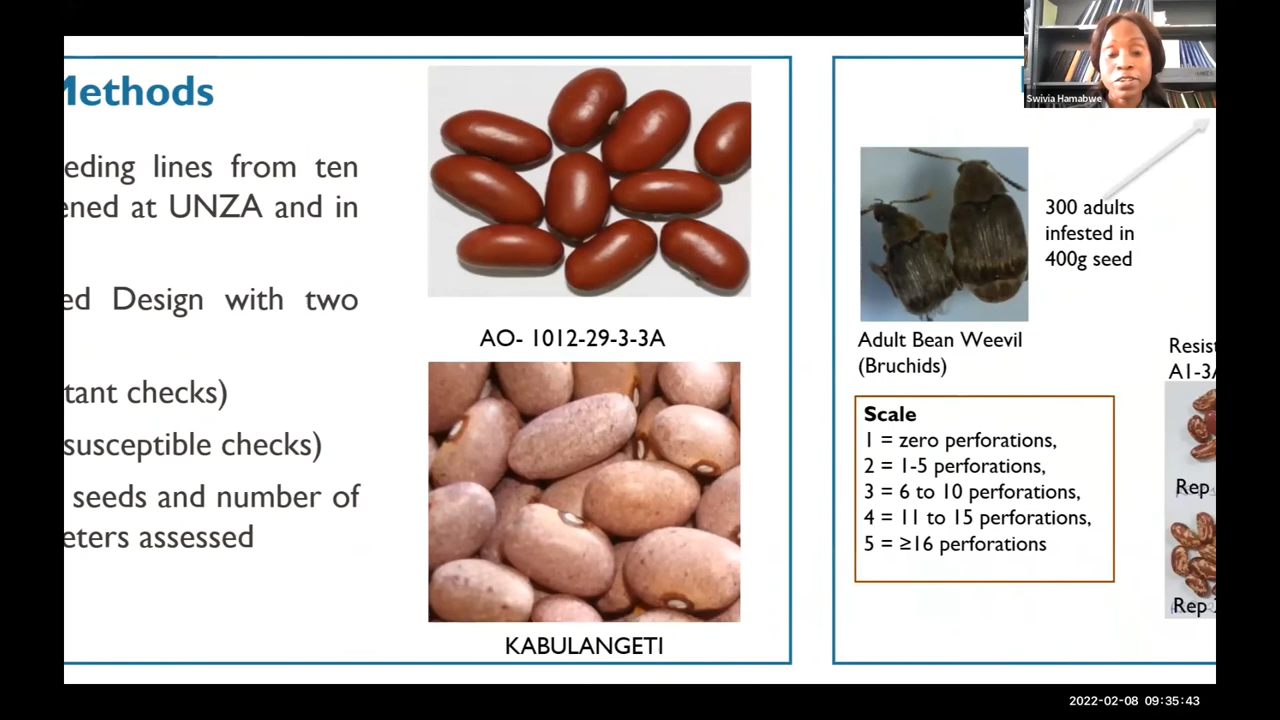 Methods
eding lines from ten
ened at UNZA and in
ed Design with two
tant checks)
susceptible checks)
seeds and number of
eters assessed
AO- 1012-29-3-3A
KABULANGETI
Swivia Hamabwe
300 adults
infested in
400g seed
Adult Bean Weevil
(Bruchids)
Scale
1 = zero perforations,
2 = 1-5 perforations,
3 = 6 to 10 perforations,
4 = 11 to 15 perforations,
5 = ≥16 perforations
Resist
A1-3A
Rep
Rep
2022-02-08 09:35:43